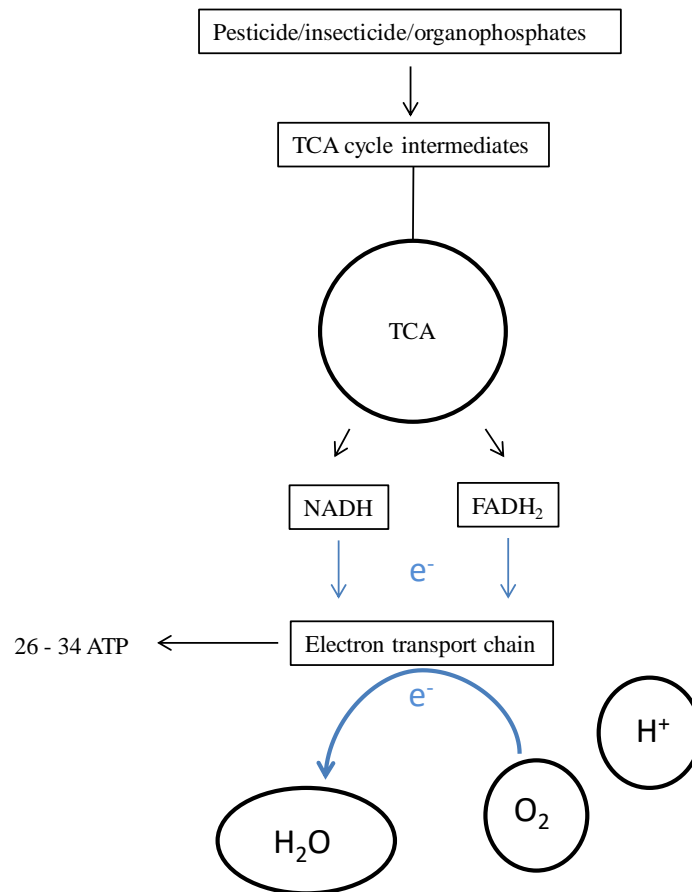 Pesticide/insecticide/organophosphates
TCA cycle intermediates
TCA
NADH
FADH₂
e⁻
26 - 34 ATP
Electron transport chain
e⁻
H⁺
O₂
H₂O